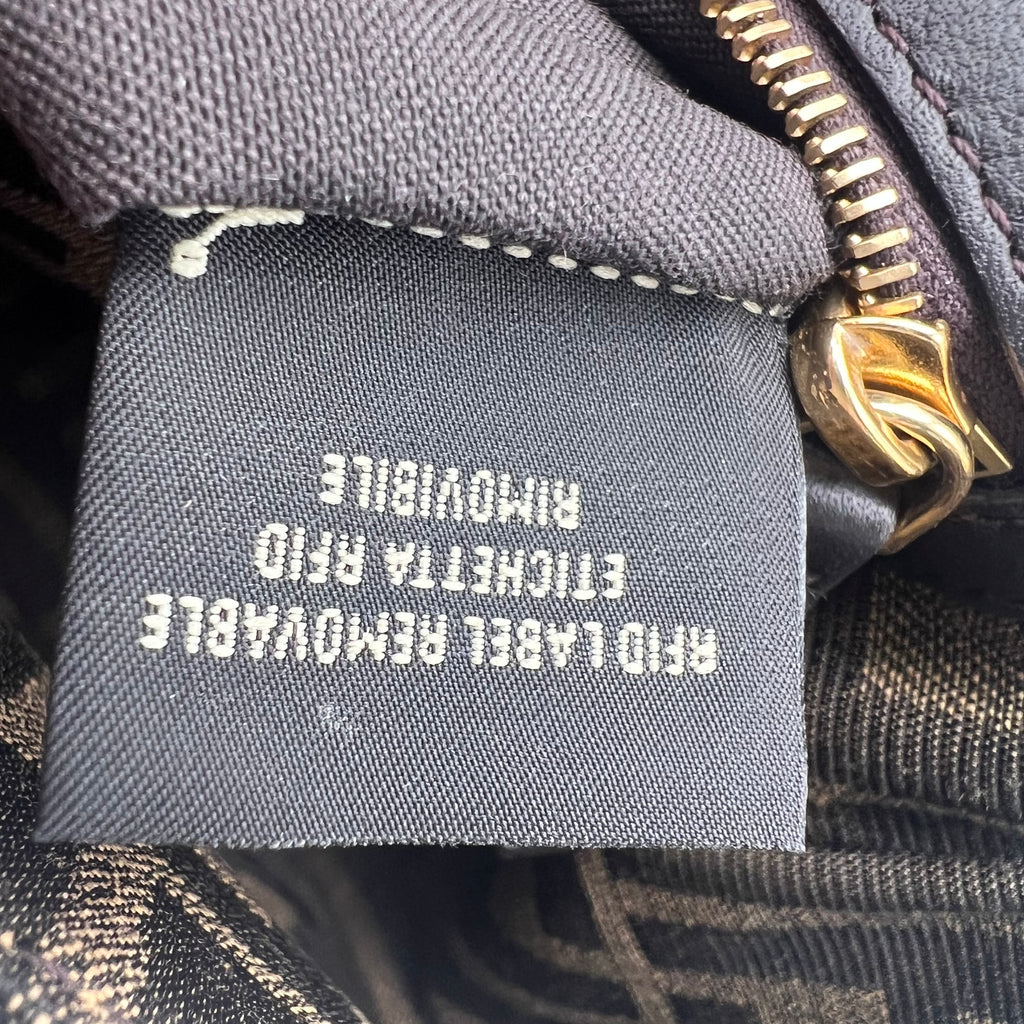 RFID LABEL REMOVABLE
ETICHETTA RFID
RIMOVIBILE